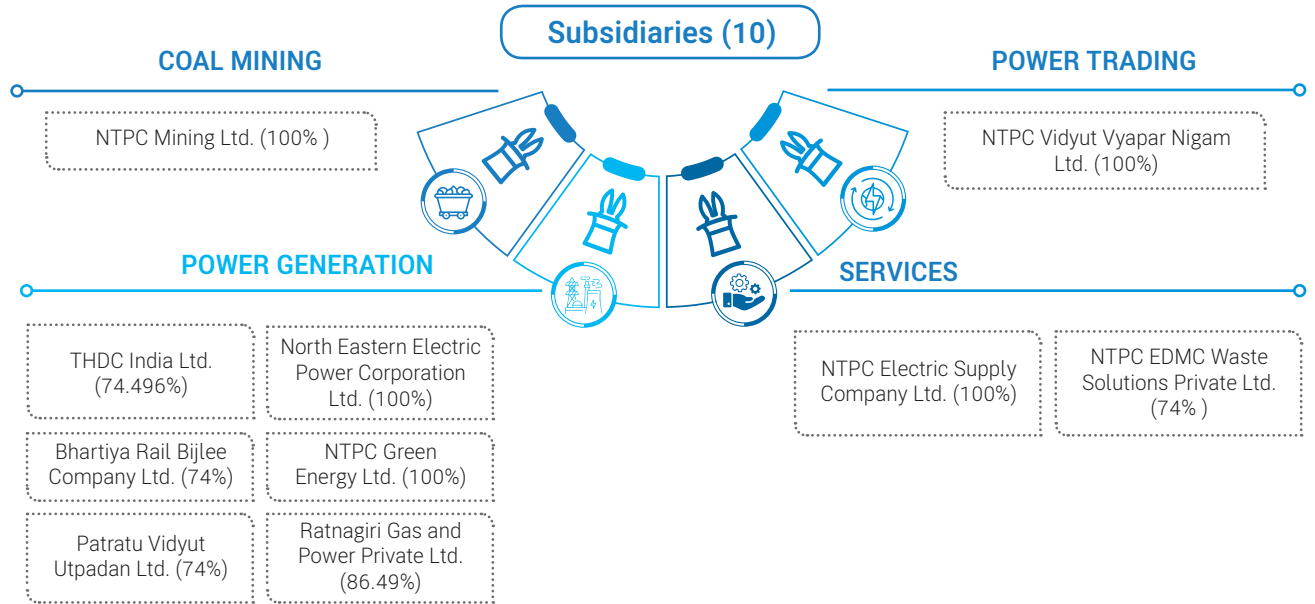 Subsidiaries (10)
COAL MINING
NTPC Mining Ltd. (100% )
POWER TRADING
NTPC Vidyut Vyapar Nigam
Ltd. (100%)
POWER GENERATION
THDC India Ltd.
(74.496%)
North Eastern Electric
Power Corporation
Ltd. (100%)
Bhartiya Rail Bijlee
Company Ltd. (74%)
NTPC Green
Energy Ltd. (100%)
Patratu Vidyut
Utpadan Ltd. (74%)
Ratnagiri Gas and
Power Private Ltd.
(86.49%)
SERVICES
NTPC Electric Supply
Company Ltd. (100%)
NTPC EDMC Waste
Solutions Private Ltd.
(74% )